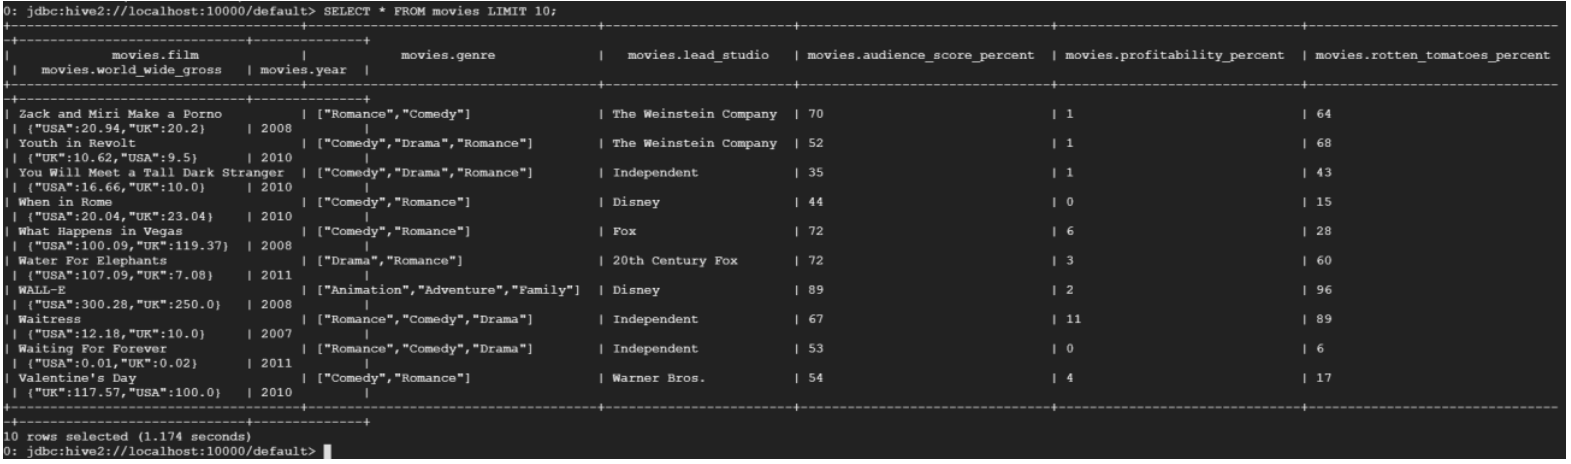 0: jdbc:hive2://localhost:10000/default> SELECT * FROM movies LIMIT 10;
+--------------------------------------+-------------------------------------+------------------------+--------------------------------+-------------------------------+---------------------------------
-+-----------------------------+--------------+
| movies.film | movies.genre | movies.lead_studio | movies.audience_score_percent | movies.profitability_percent | movies.rotten_tomatoes_percent
| movies.world_wide_gross | movies.year |
+--------------------------------------+-------------------------------------+------------------------+--------------------------------+-------------------------------+---------------------------------
-+-----------------------------+--------------+
| Zack and Miri Make a Porno | ["Romance","Comedy"] | The Weinstein Company | 70 | 1 | 64
| {"USA":20.94,"UK":20.2} | 2008 |
| Youth in Revolt | ["Comedy","Drama","Romance"] | The Weinstein Company | 52 | 1 | 68
| {"UK":10.62,"USA":9.5} | 2010 |
| You Will Meet a Tall Dark Stranger | ["Comedy","Drama","Romance"] | Independent | 35 | 1 | 43
| {"USA":16.66,"UK":10.0} | 2010 |
| When in Rome | ["Comedy","Romance"] | Disney | 44 | 0 | 15
| {"USA":20.04,"UK":23.04} | 2010 |
| What Happens in Vegas | ["Comedy","Romance"] | Fox | 72 | 6 | 28
| {"USA":100.09,"UK":119.37} | 2008 |
| Water For Elephants | ["Drama","Romance"] | 20th Century Fox | 72 | 3 | 60
| {"USA":107.09,"UK":7.08} | 2011 |
| WALL-E | ["Animation","Adventure","Family"] | Disney | 89 | 2 | 96
| {"USA":300.28,"UK":250.0} | 2008 |
| Waitress | ["Romance","Comedy","Drama"] | Independent | 67 | 11 | 89
| {"USA":12.18,"UK":10.0} | 2007 |
| Waiting For Forever | ["Romance","Comedy","Drama"] | Independent | 53 | 0 | 6
| {"USA":0.01,"UK":0.02} | 2011 |
| Valentine's Day | ["Comedy","Romance"] | Warner Bros. | 54 | 4 | 17
| {"UK":117.57,"USA":100.0} | 2010 |
+--------------------------------------+-------------------------------------+------------------------+--------------------------------+-------------------------------+---------------------------------
-+-----------------------------+--------------+
10 rows selected (1.174 seconds)
0: jdbc:hive2://localhost:10000/default>